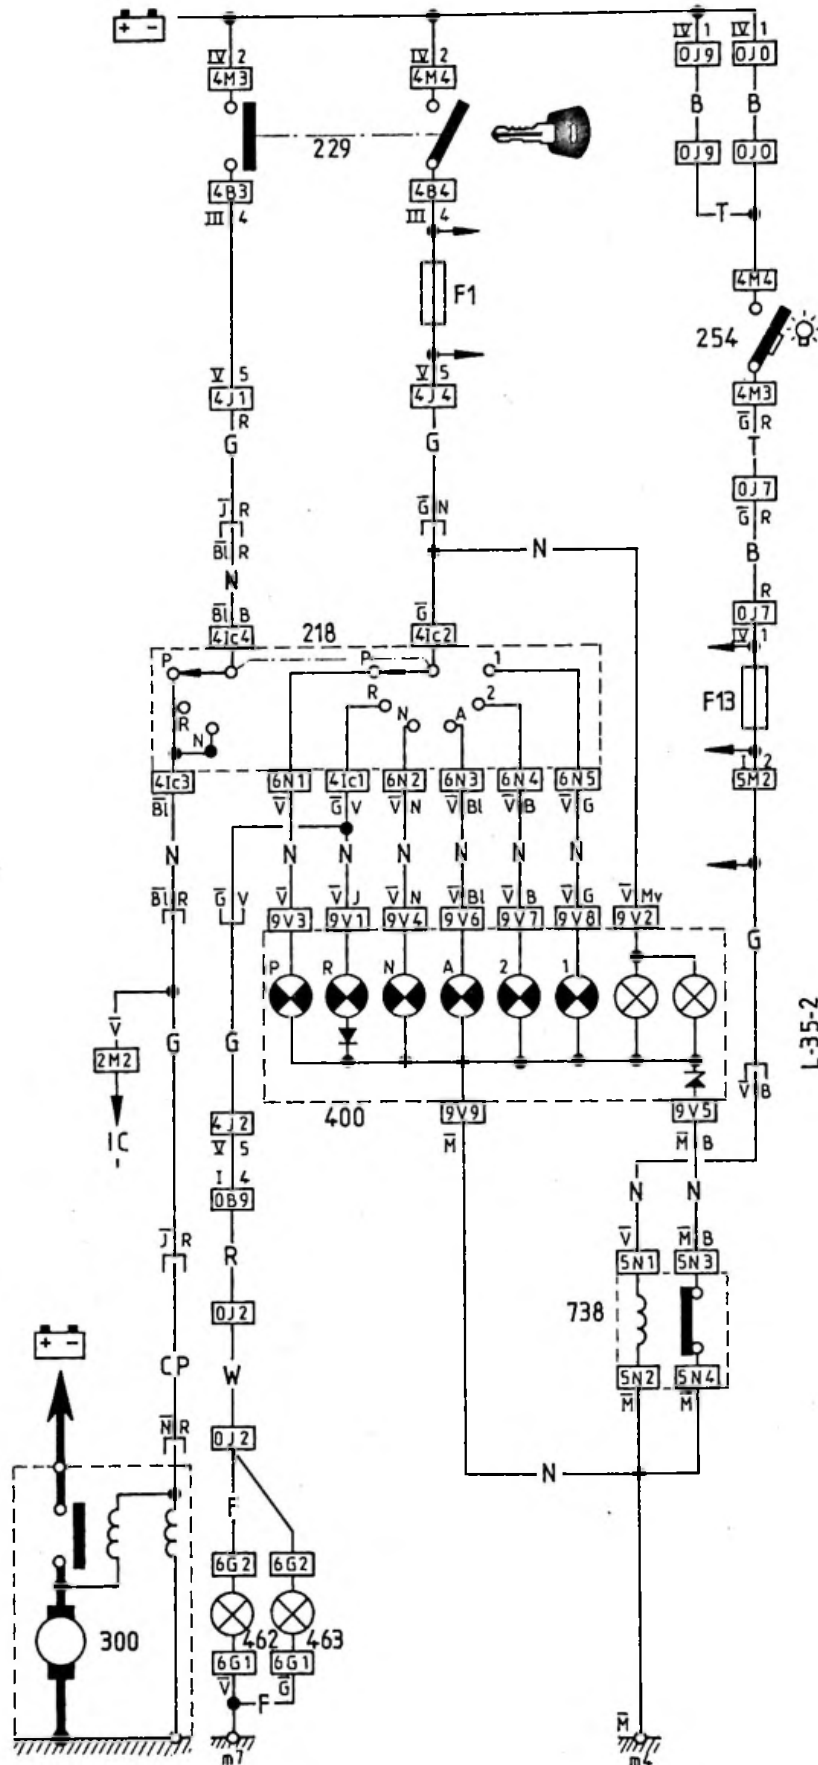 + -
IV 2
IV 2
IV 1
IV 1
4M3
4M4
0J9
0J0
B
B
229
0J9
0J0
4B3
4B4
III 4
III 4
T
F1
4M4
254
V 5
V 5
4J1
4J4
4M3
R
G̅ R
G
G
T
0J7
J̅ R
G̅ N
G̅ R
B̅l̅ R
N
B
N
R
B̅l̅ B
G̅
0J7
4Ic4
218
4Ic2
IV 1
P
P
1
R
2
R
N
A
N
F13
I 2
4Ic3
6N1
4Ic1
6N2
6N3
6N4
6N5
5M2
B̅l̅
V̅
G̅ V
V̅ N
V̅ Bl
V̅ B
V̅ G
N
N
N
N
N
N
N
B̅l̅ R
G̅ V
V̅
V̅ J
V̅ N
V̅ Bl
V̅ B
V̅ G
V̅ Mv
9V3
9V1
9V4
9V6
9V7
9V8
9V2
G
P
R
N
A
2
1
V̅
G
G
2M2
L-35-2
V̅ B
400
9V9
9V5
4J2
IC
M̅
M̅ B
V 5
I 4
0B9
N
N
J̅ R
R
V̅
M̅ B
5N1
5N3
0J2
738
+ -
CP
W
5N2
5N4
M̅
M̅
N̅ R
0J2
N
F
6G2
6G2
300
462
463
6G1
6G1
V̅
G̅
F
M̅
m7
m4